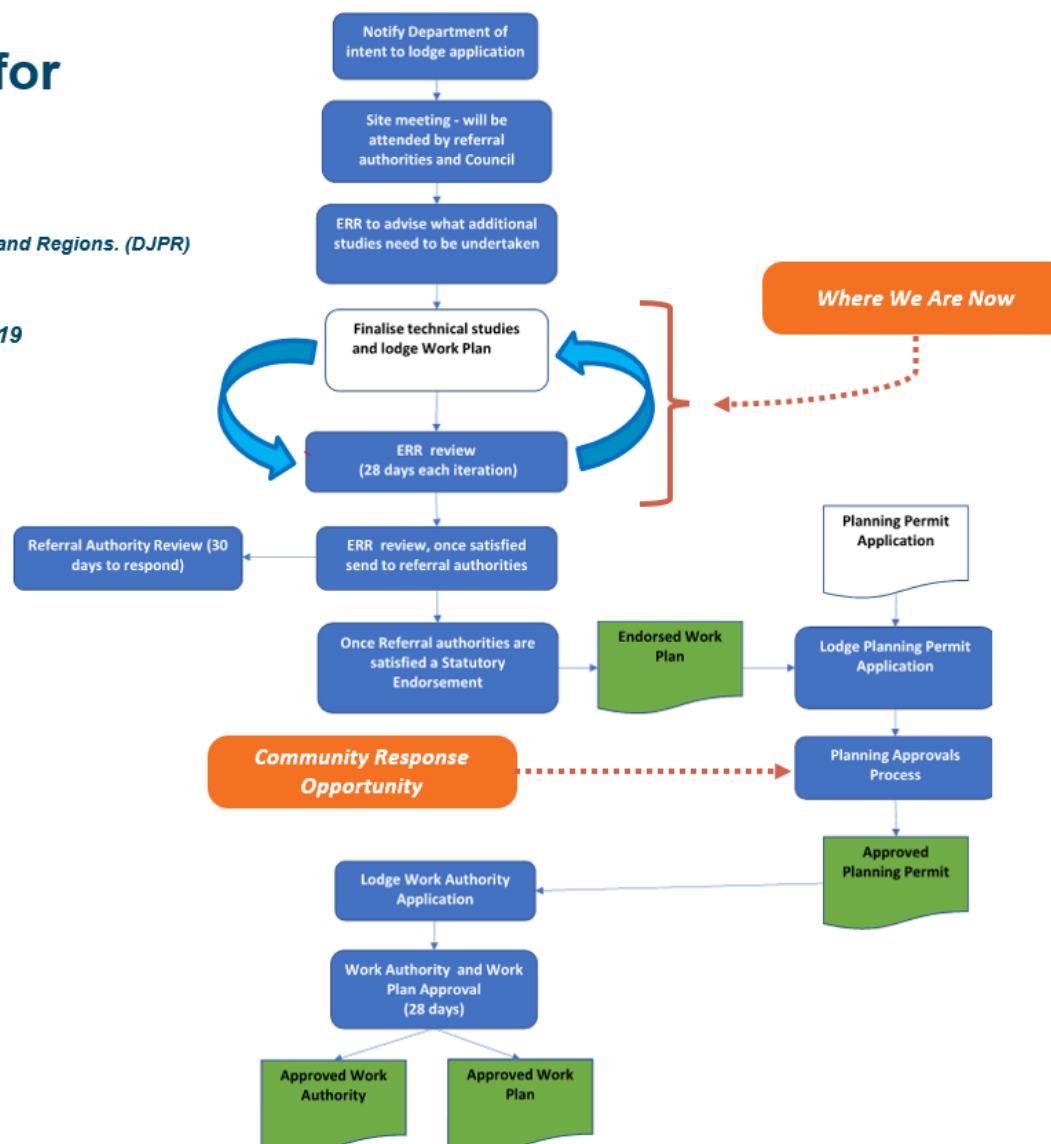 for
and Regions. (DJPR)
19
Notify Department of
intent to lodge application
Site meeting - will be
attended by referral
authorities and Council
ERR to advise what additional
studies need to be undertaken
Where We Are Now
Finalise technical studies
and lodge Work Plan
ERR review
(28 days each iteration)
Planning Permit
Application
Referral Authority Review (30
days to respond)
ERR review, once satisfied
send to referral authorities
Once Referral authorities are
satisfied a Statutory
Endorsement
Endorsed Work
Plan
Lodge Planning Permit
Application
Community Response
Opportunity
Planning Approvals
Process
Approved
Planning Permit
Lodge Work Authority
Application
Work Authority and Work
Plan Approval
(28 days)
Approved Work
Authority
Approved Work
Plan